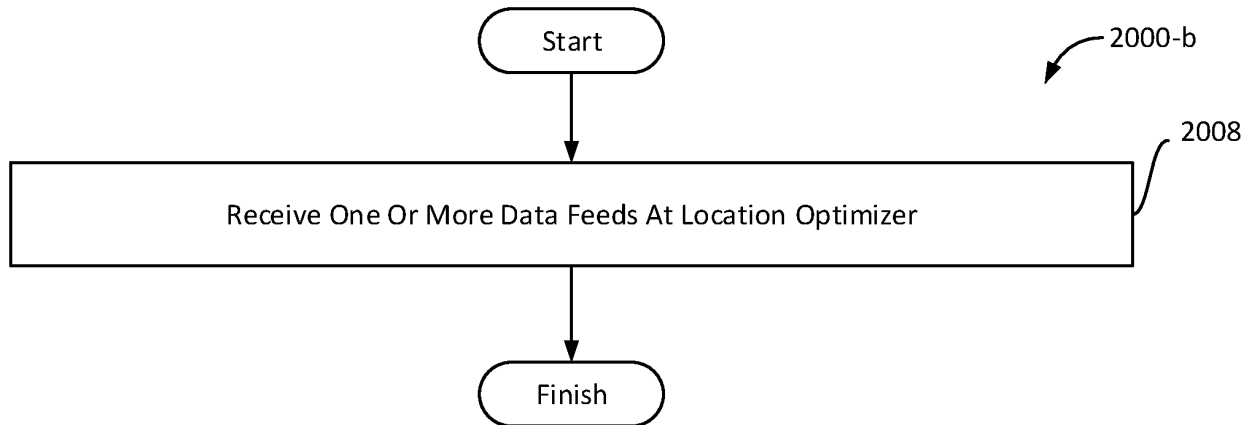 Start
2000-b
2008
Receive One Or More Data Feeds At Location Optimizer
Finish